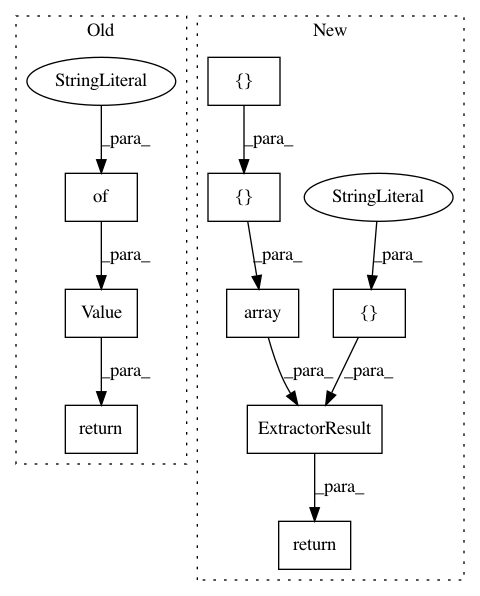 Old
New
StringLiteral
{}
_para_
_para_
of
{}
StringLiteral
_para_
_para_
_para_
Value
array
{}
_para_
_para_
_para_
return
ExtractorResult
_para_
return